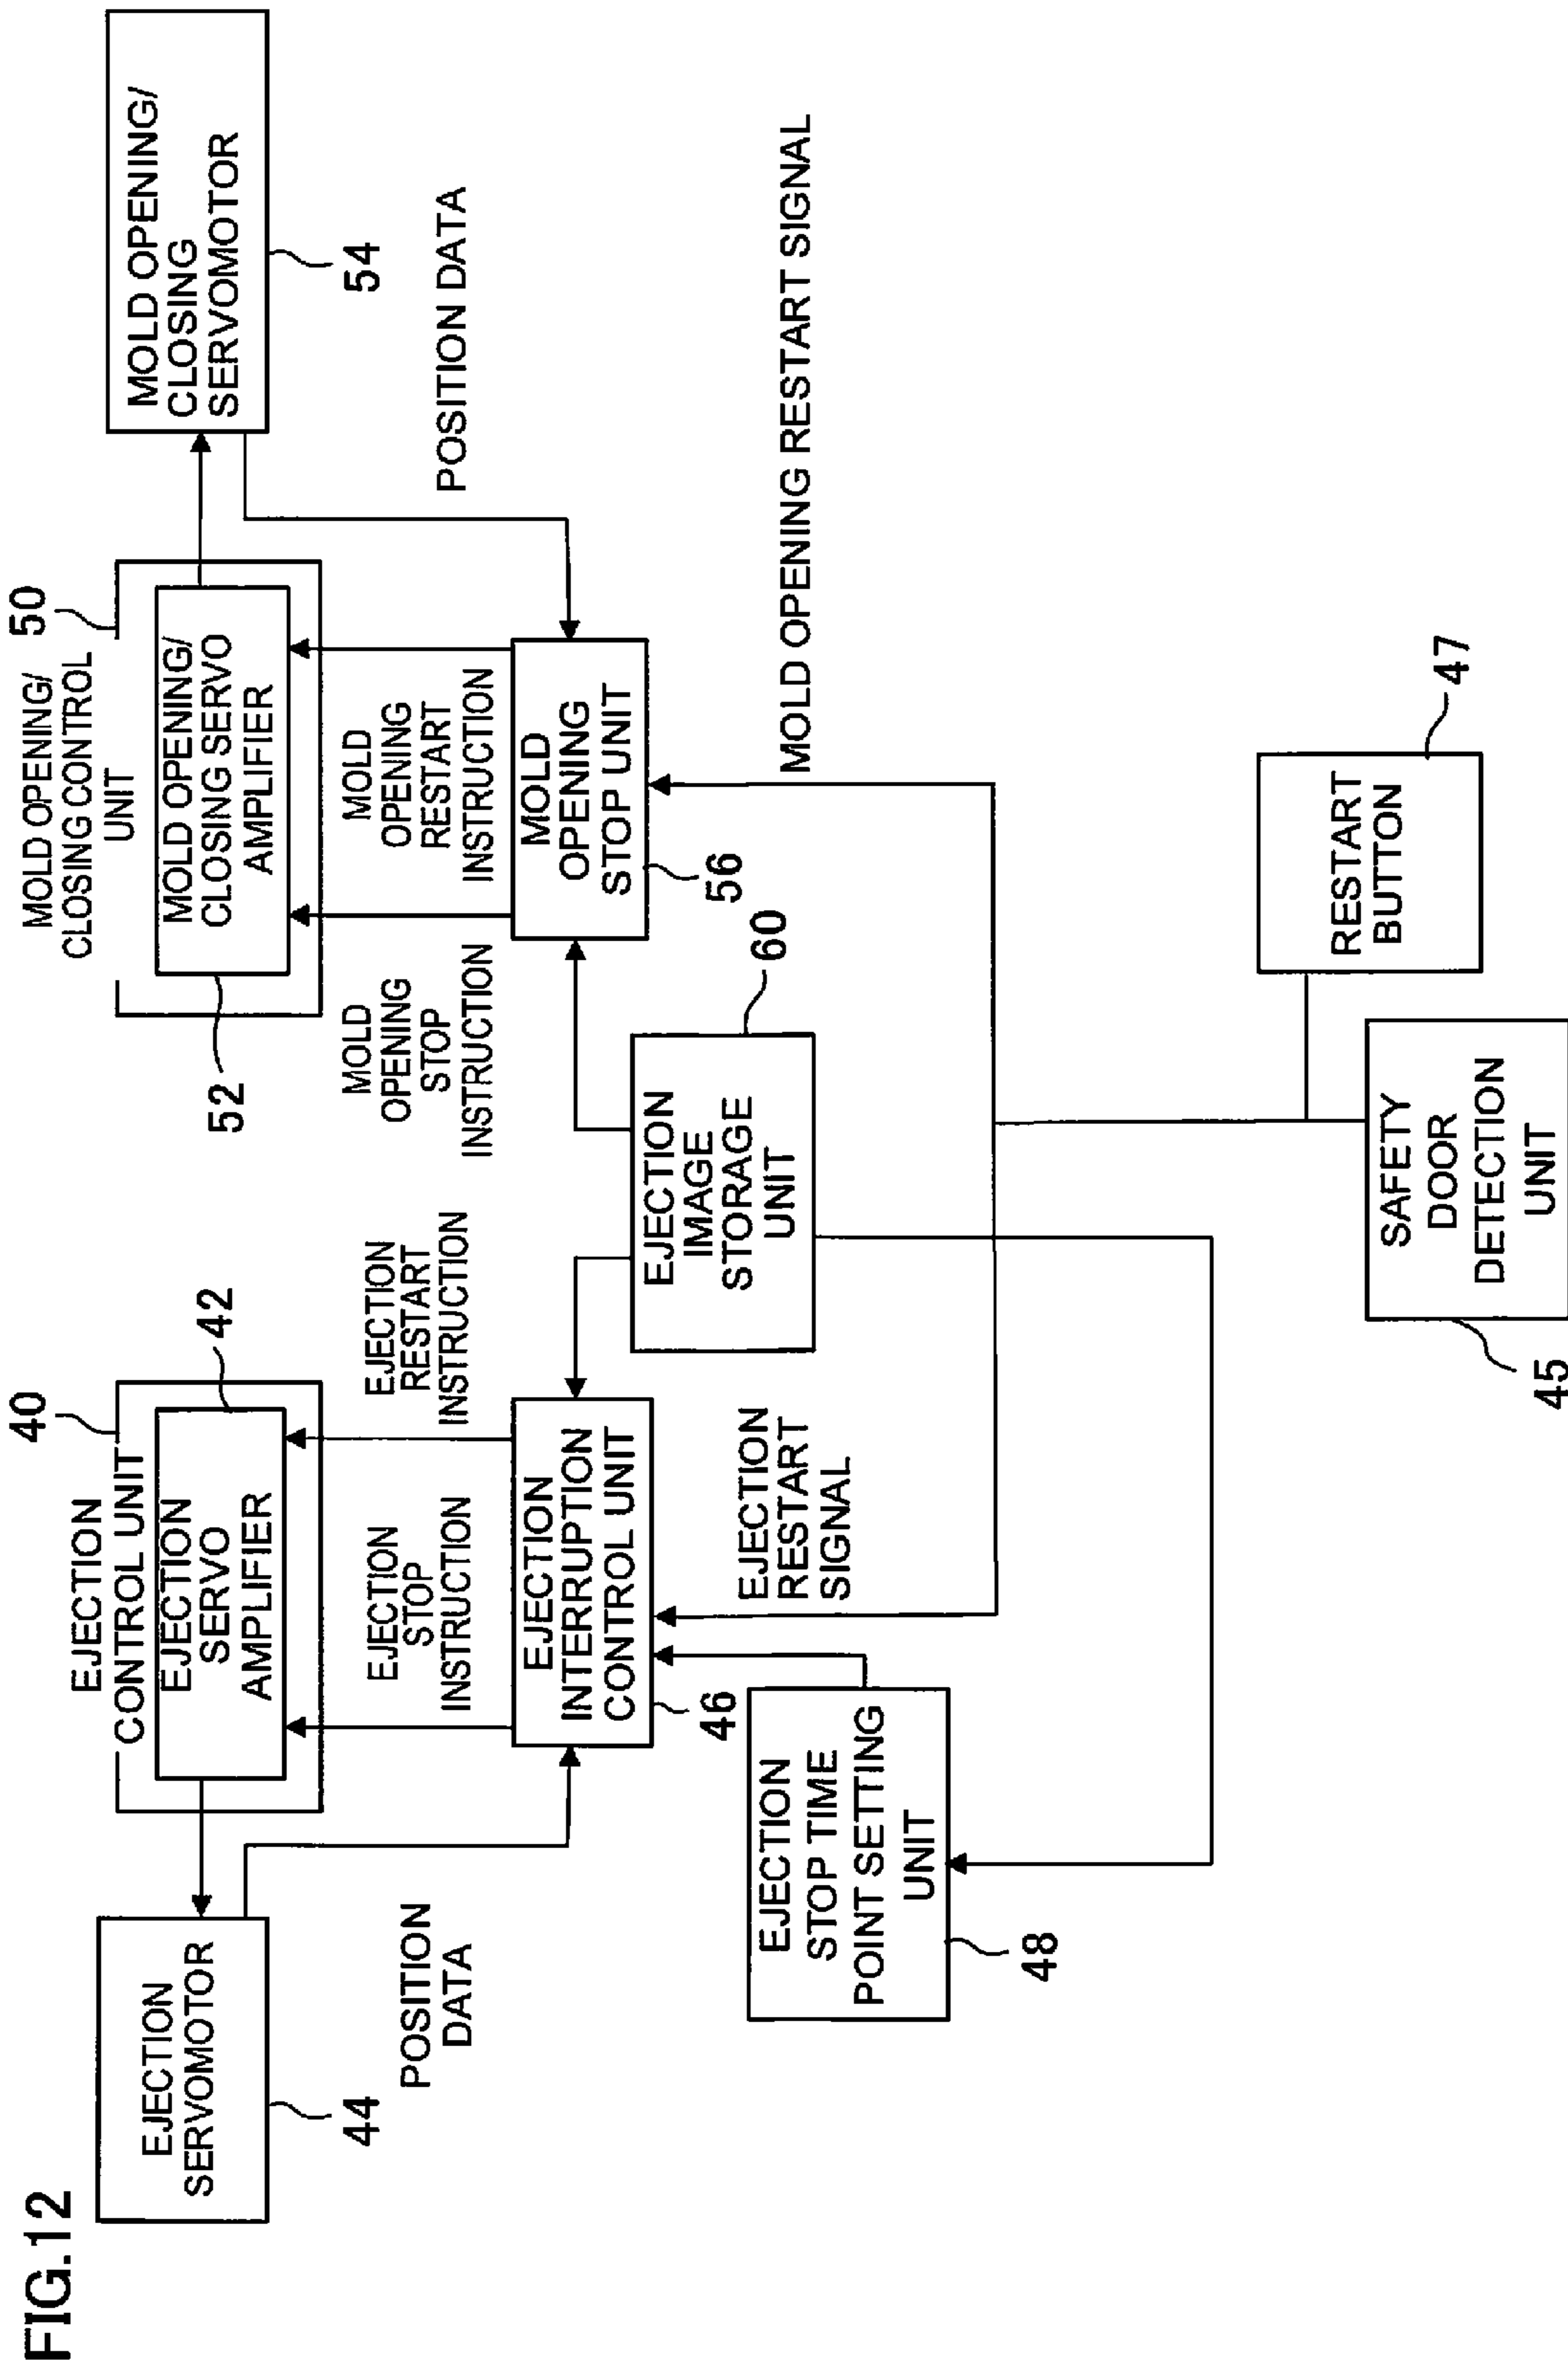 FIG.12
EJECTION
SERVOMOTOR
44
POSITION
DATA
EJECTION
CONTROL UNIT
40
EJECTION
SERVO
AMPLIFIER
42
EJECTION
STOP
INSTRUCTION
EJECTION
RESTART
INSTRUCTION
EJECTION
INTERRUPTION
CONTROL UNIT
46
EJECTION
STOP TIME
POINT SETTING
UNIT
48
EJECTION
RESTART
SIGNAL
EJECTION
IMAGE
STORAGE
UNIT
60
MOLD OPENING/
CLOSING CONTROL
UNIT
50
MOLD OPENING/
CLOSING SERVO
AMPLIFIER
52
MOLD
OPENING
STOP
INSTRUCTION
MOLD
OPENING
RESTART
INSTRUCTION
MOLD
OPENING
STOP UNIT
56
MOLD OPENING/
CLOSING
SERVOMOTOR
54
POSITION DATA
MOLD OPENING RESTART SIGNAL
RESTART
BUTTON
47
SAFETY
DOOR
DETECTION
UNIT
45